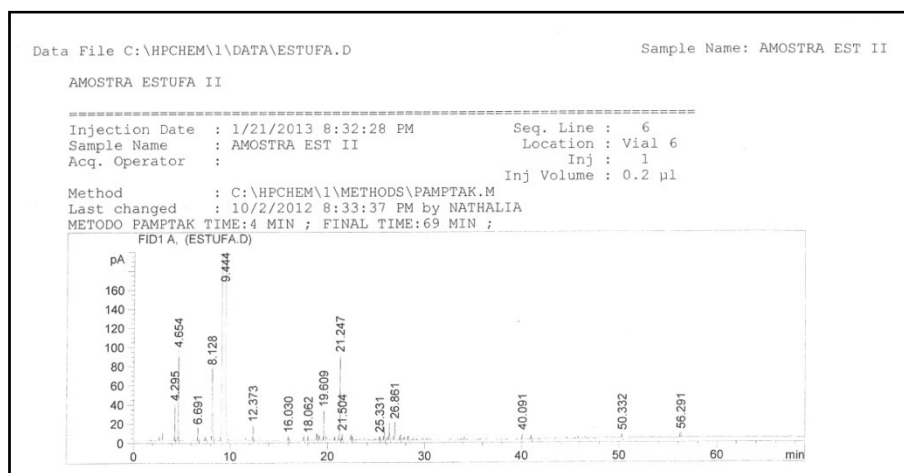 Data File C:\HPCHEM\1\DATA\ESTUFA.D Sample Name: AMOSTRA EST II
AMOSTRA ESTUFA II
====================================================================
Injection Date : 1/21/2013 8:32:28 PM Seq. Line : 6
Sample Name : AMOSTRA EST II Location : Vial 6
Acq. Operator : Inj : 1
Inj Volume : 0.2 µl
Method : C:\HPCHEM\1\METHODS\PAMPTAK.M
Last changed : 10/2/2012 8:33:37 PM by NATHALIA
METODO PAMPTAK TIME:4 MIN ; FINAL TIME:69 MIN ;
FID1 A, (ESTUFA.D)
pA
160
140
120
100
80
60
40
20
0
4.295
4.654
6.691
8.128
9.444
12.373
16.030
18.062
19.609
21.247
21.504
25.331
26.861
40.091
50.332
56.291
0 10 20 30 40 50 60 min